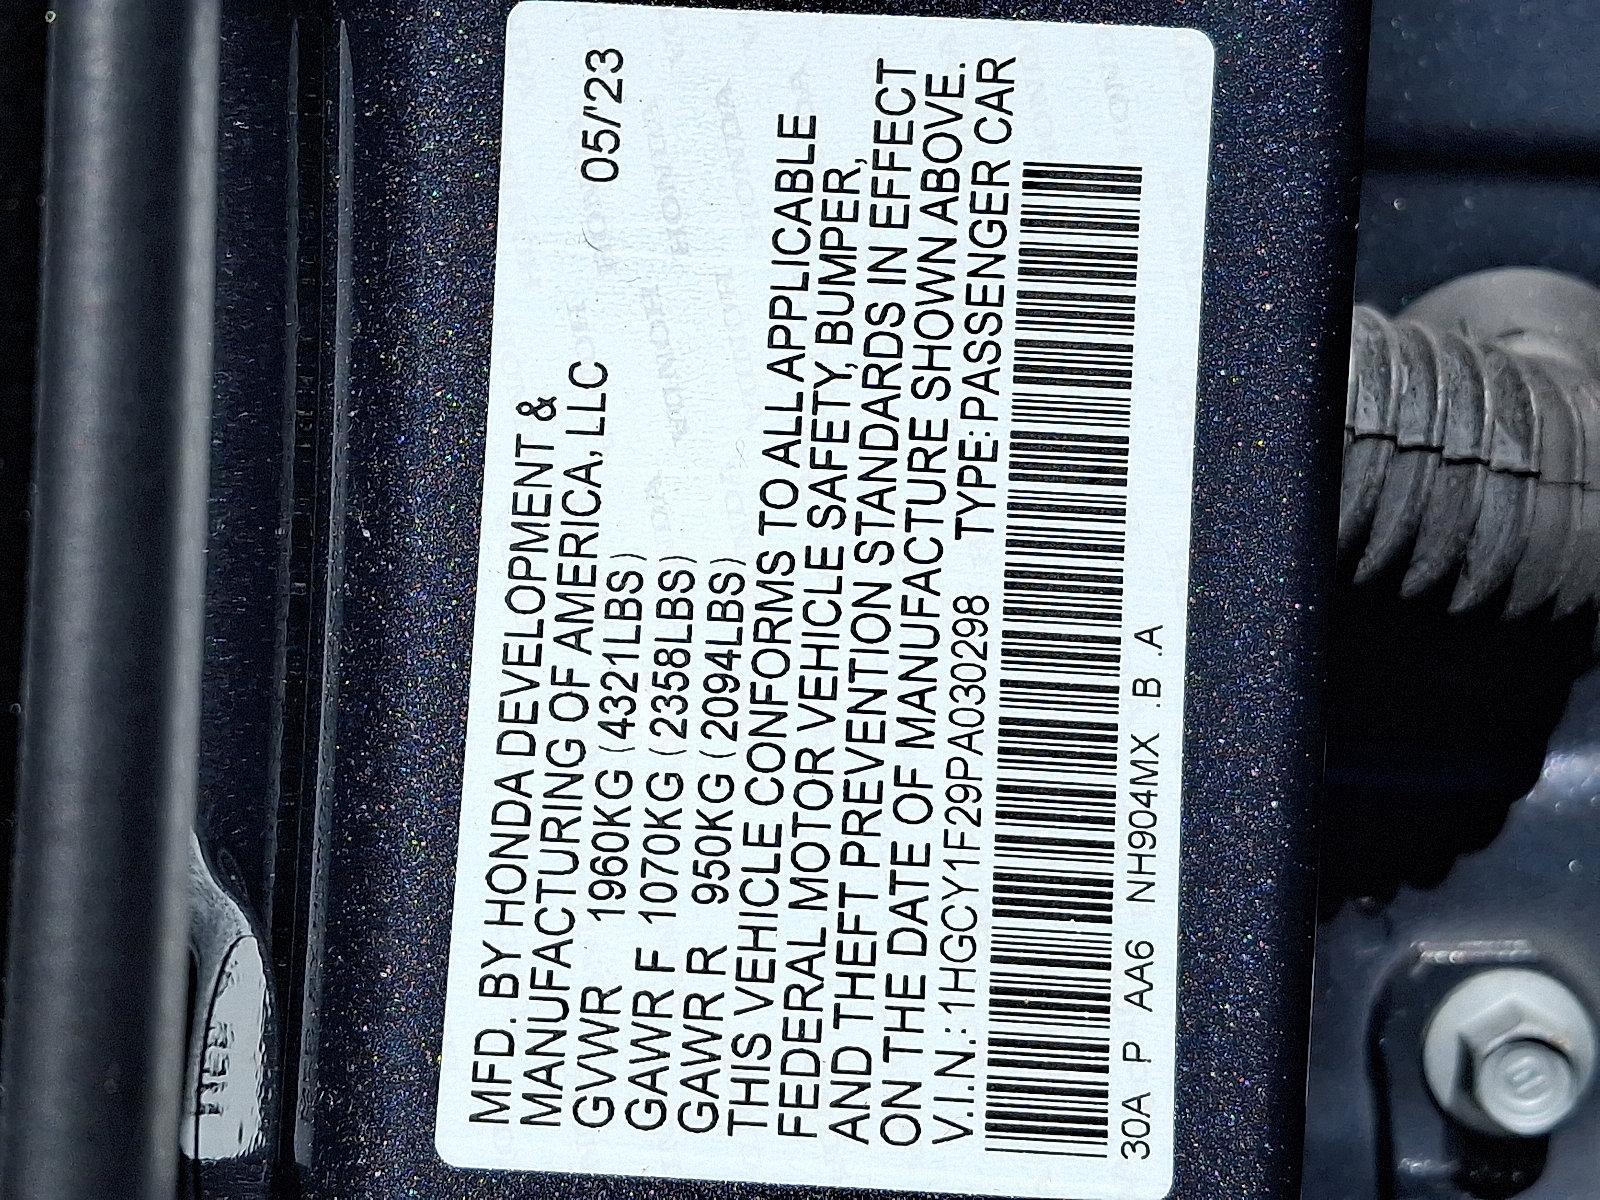 MFD. BY HONDA DEVELOPMENT &
MANUFACTURING OF AMERICA, LLC 05/'23
GVWR 1960KG (4321LBS)
GAWR F 1070KG (2358LBS)
GAWR R 950KG (2094LBS)
THIS VEHICLE CONFORMS TO ALL APPLICABLE
FEDERAL MOTOR VEHICLE SAFETY, BUMPER,
AND THEFT PREVENTION STANDARDS IN EFFECT
ON THE DATE OF MANUFACTURE SHOWN ABOVE.
V.I.N.: 1HGCY1F29PA030298 TYPE: PASSENGER CAR
30A P AA6 NH904MX .B .A